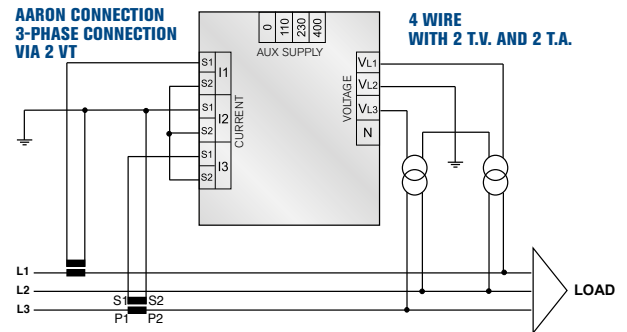 AARON CONNECTION
3-PHASE CONNECTION
VIA 2 VT
0
110
230
400
AUX SUPPLY
4 WIRE
WITH 2 T.V. AND 2 T.A.
S1
I1
S2
S1
I2
S2
S1
I3
S2
CURRENT
VOLTAGE
VL1
VL2
VL3
N
L1
L2
L3
S1 S2
P1 P2
LOAD